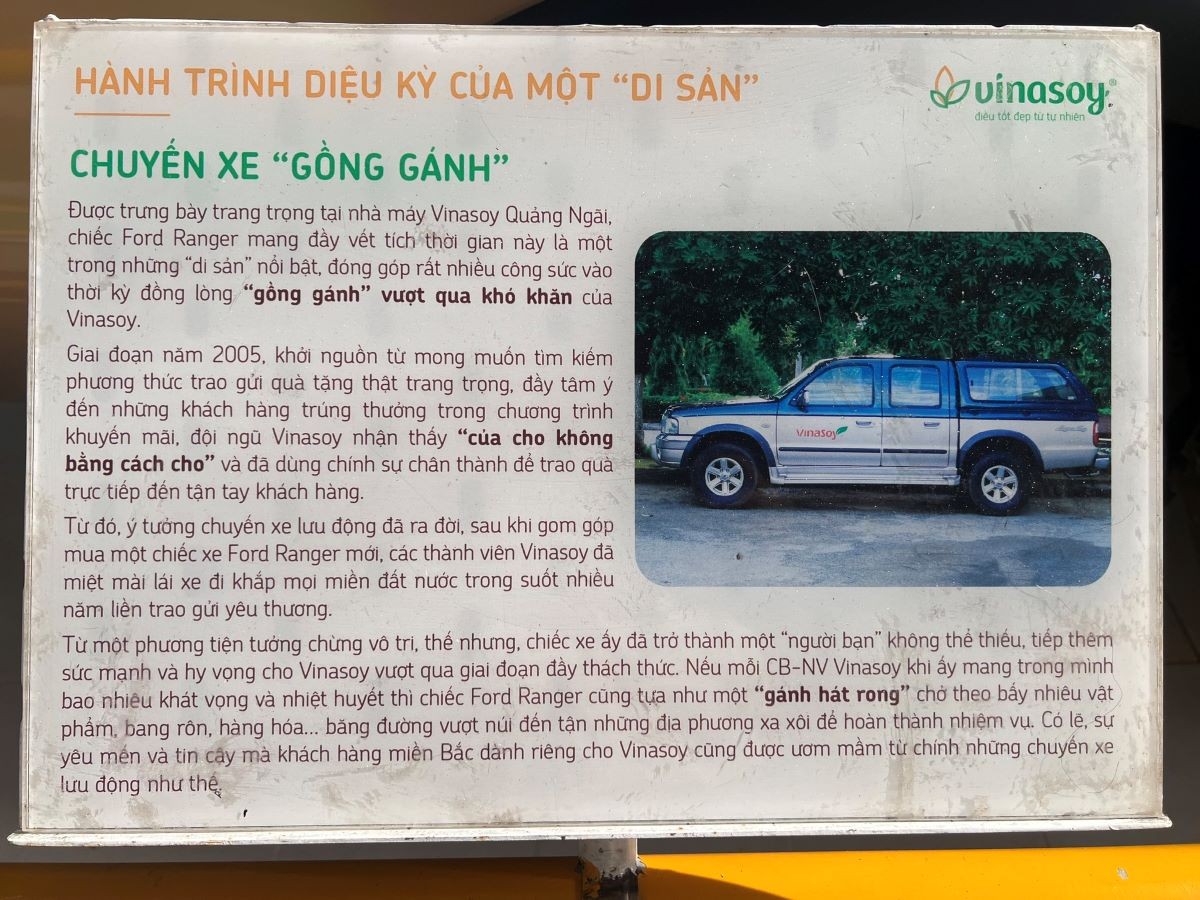 HÀNH TRÌNH DIỆU KỲ CỦA MỘT “DI SẢN”
vinasoy®
điều tốt đẹp từ tự nhiên
CHUYẾN XE “GỒNG GÁNH”
Được trưng bày trang trọng tại nhà máy Vinasoy Quảng Ngãi,
chiếc Ford Ranger mang đầy vết tích thời gian này là một
trong những “di sản” nổi bật, đóng góp rất nhiều công sức vào
thời kỳ đồng lòng “gồng gánh” vượt qua khó khăn của
Vinasoy.
Giai đoạn năm 2005, khởi nguồn từ mong muốn tìm kiếm
phương thức trao gửi quà tặng thật trang trọng, đầy tâm ý
đến những khách hàng trúng thưởng trong chương trình
khuyến mãi, đội ngũ Vinasoy nhận thấy “của cho không
bằng cách cho” và đã dùng chính sự chân thành để trao quà
trực tiếp đến tận tay khách hàng.
Từ đó, ý tưởng chuyến xe lưu động đã ra đời, sau khi gom góp
mua một chiếc xe Ford Ranger mới, các thành viên Vinasoy đã
miệt mài lái xe đi khắp mọi miền đất nước trong suốt nhiều
năm liền trao gửi yêu thương.
VinaSoy
Từ một phương tiện tưởng chừng vô tri, thế nhưng, chiếc xe ấy đã trở thành một “người bạn” không thể thiếu, tiếp thêm
sức mạnh và hy vọng cho Vinasoy vượt qua giai đoạn đầy thách thức. Nếu mỗi CB-NV Vinasoy khi ấy mang trong mình
bao nhiêu khát vọng và nhiệt huyết thì chiếc Ford Ranger cũng tựa như một “gánh hát rong” chở theo bấy nhiêu vật
phẩm, bang rôn, hàng hóa... băng đường vượt núi đến tận những địa phương xa xôi để hoàn thành nhiệm vụ. Có lẽ, sự
yêu mến và tin cậy mà khách hàng miền Bắc dành riêng cho Vinasoy cũng được ươm mầm từ chính những chuyến xe
lưu động như thế.